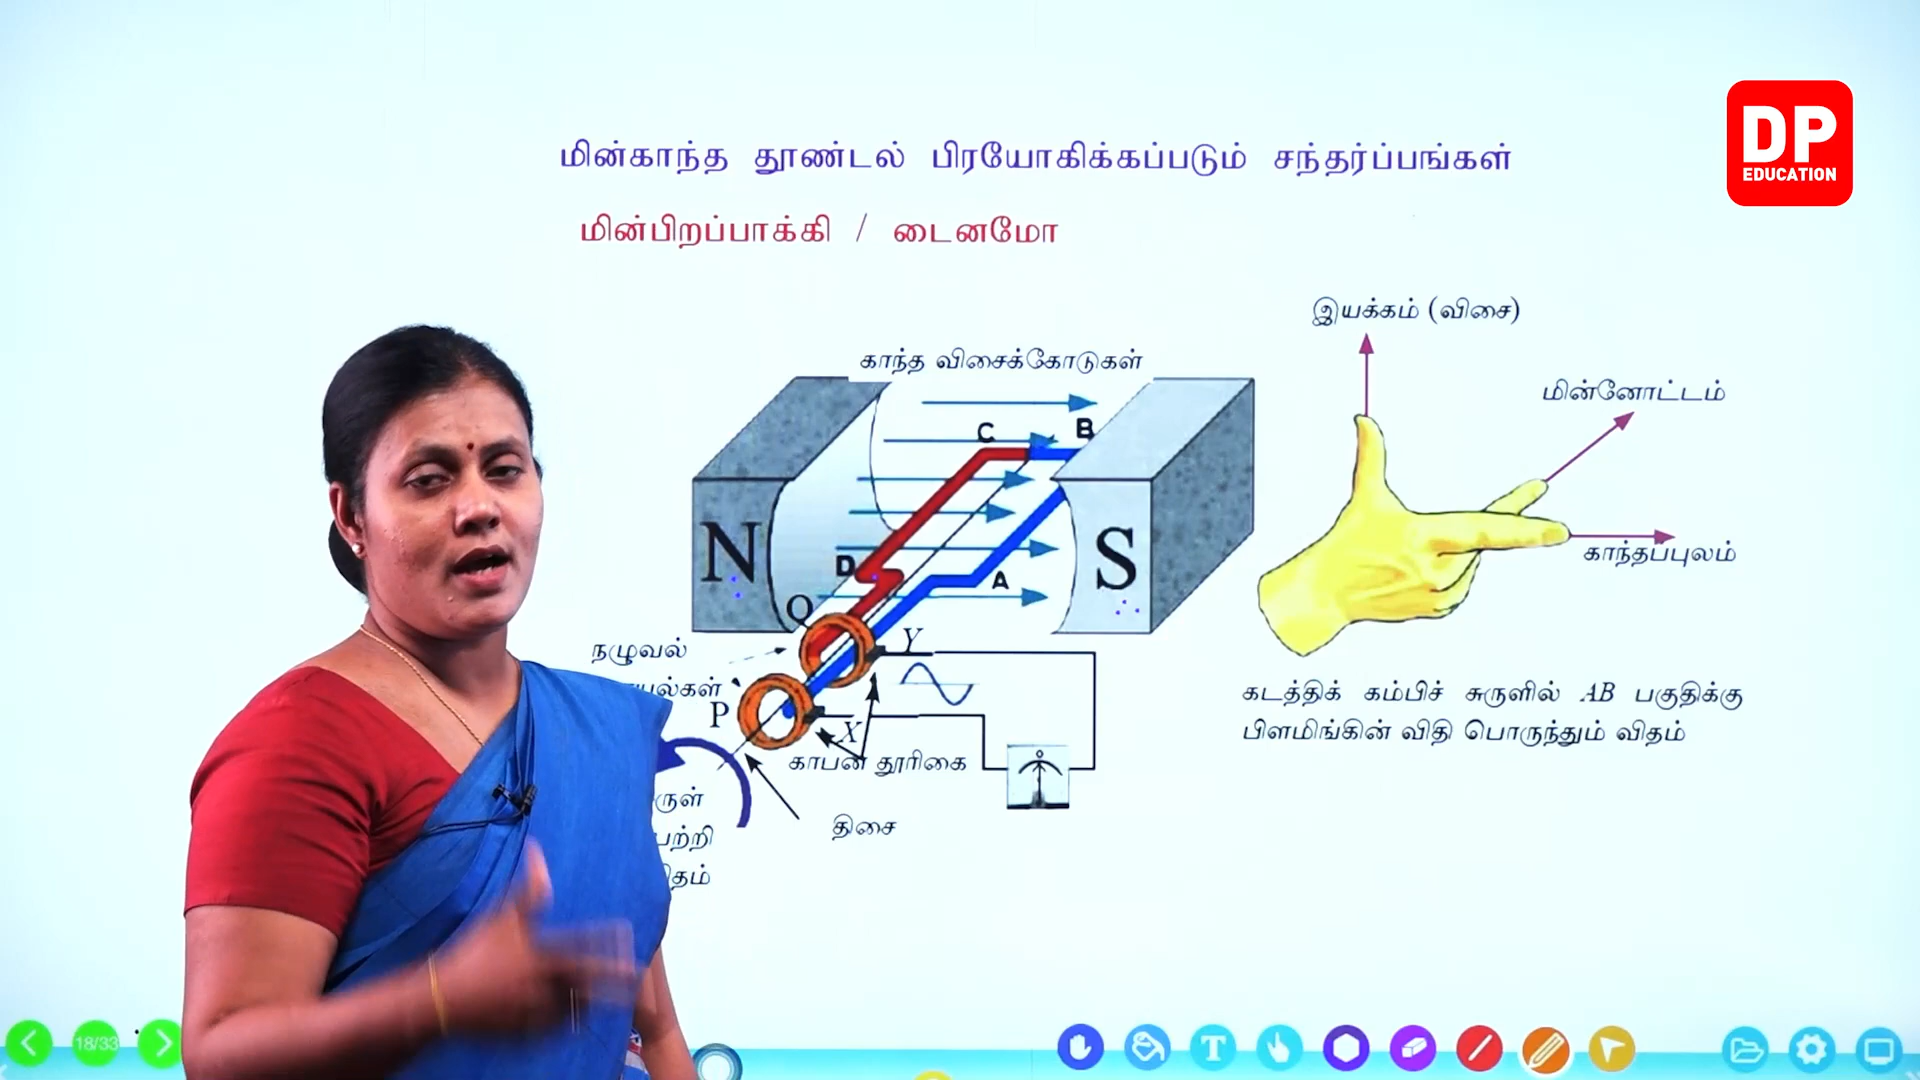 DP
EDUCATION
மின்காந்த தூண்டல் பிரயோகிக்கப்படும் சந்தர்ப்பங்கள்
மின்பிறப்பாக்கி / டைனமோ
இயக்கம் (விசை)
காந்த விசைக்கோடுகள்
மின்னோட்டம்
C B
N
S
D
A
காந்தப்புலம்
Q
நழுவல்
Y
P
X
கடத்திக் கம்பிச் சுருளில் AB பகுதிக்கு
பிளமிங்கின் விதி பொருந்தும் விதம்
காபன் தூரிகை
திசை
18/33
T